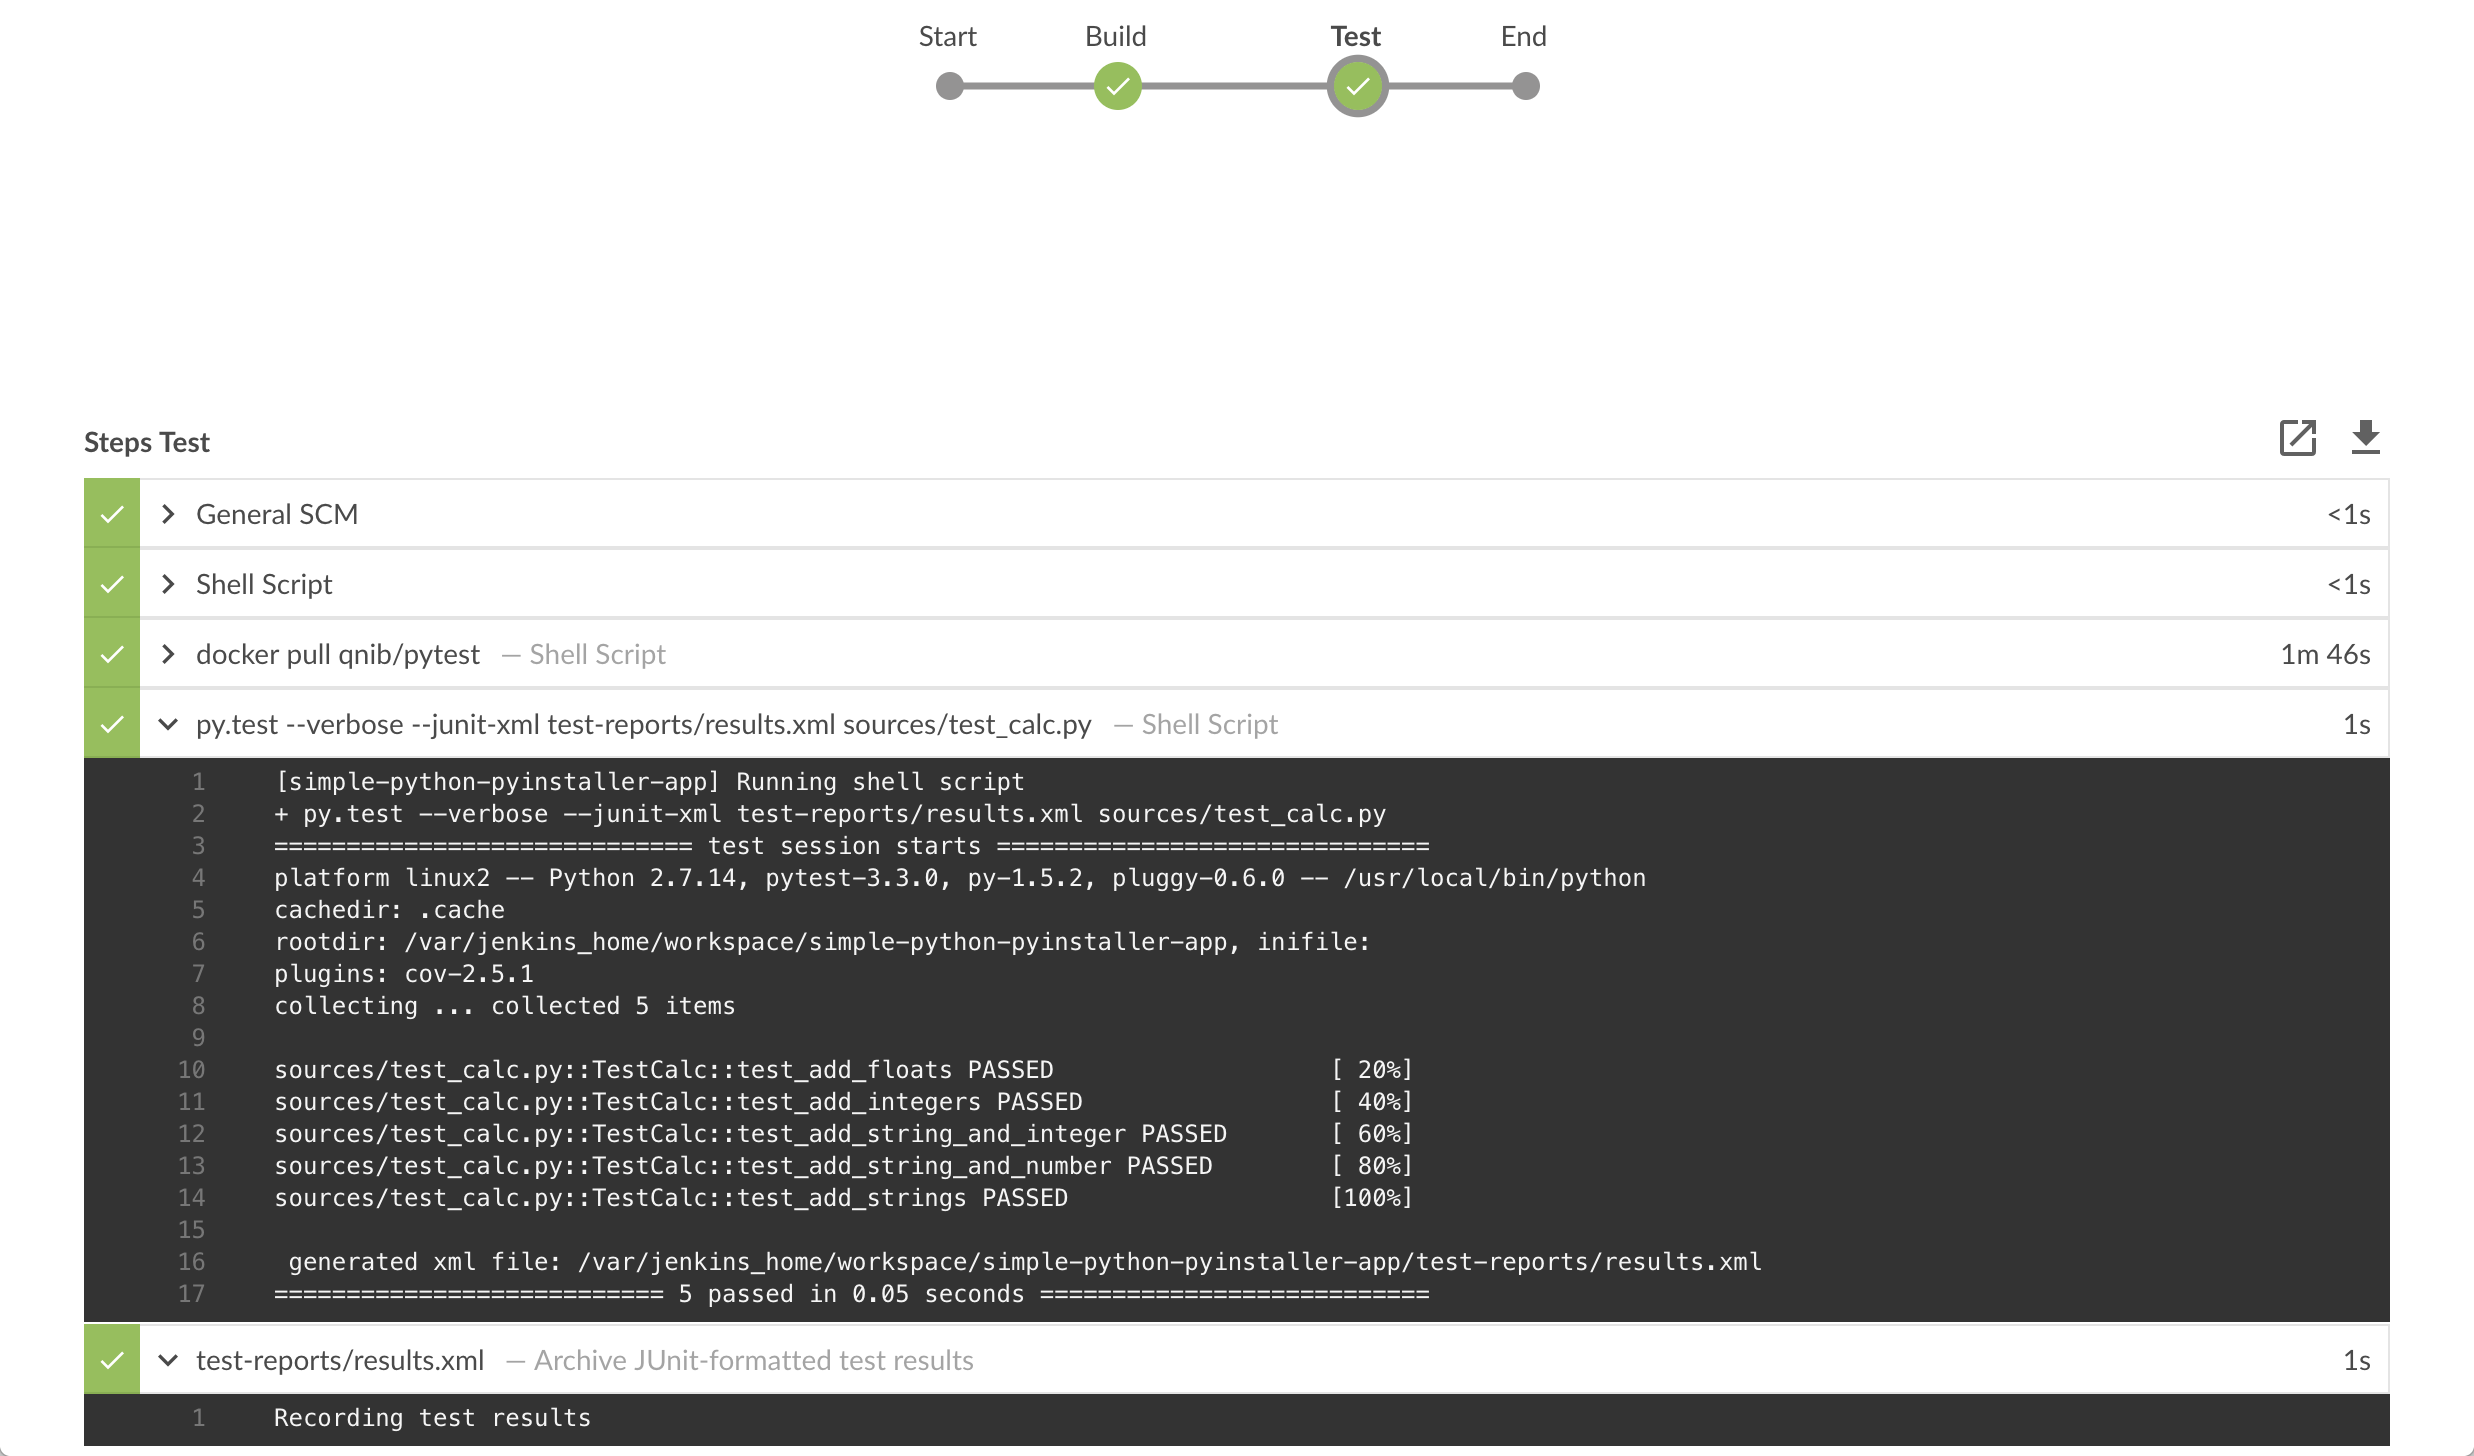 Start Build Test End
Steps Test
General SCM <1s
Shell Script <1s
docker pull qnib/pytest — Shell Script 1m 46s
py.test --verbose --junit-xml test-reports/results.xml sources/test_calc.py — Shell Script 1s
1 [simple-python-pyinstaller-app] Running shell script
2 + py.test --verbose --junit-xml test-reports/results.xml sources/test_calc.py
3 ============================= test session starts ==============================
4 platform linux2 -- Python 2.7.14, pytest-3.3.0, py-1.5.2, pluggy-0.6.0 -- /usr/local/bin/python
5 cachedir: .cache
6 rootdir: /var/jenkins_home/workspace/simple-python-pyinstaller-app, inifile:
7 plugins: cov-2.5.1
8 collecting ... collected 5 items
9
10 sources/test_calc.py::TestCalc::test_add_floats PASSED [ 20%]
11 sources/test_calc.py::TestCalc::test_add_integers PASSED [ 40%]
12 sources/test_calc.py::TestCalc::test_add_string_and_integer PASSED [ 60%]
13 sources/test_calc.py::TestCalc::test_add_string_and_number PASSED [ 80%]
14 sources/test_calc.py::TestCalc::test_add_strings PASSED [100%]
15
16 generated xml file: /var/jenkins_home/workspace/simple-python-pyinstaller-app/test-reports/results.xml
17 =========================== 5 passed in 0.05 seconds ===========================
test-reports/results.xml — Archive JUnit-formatted test results 1s
1 Recording test results